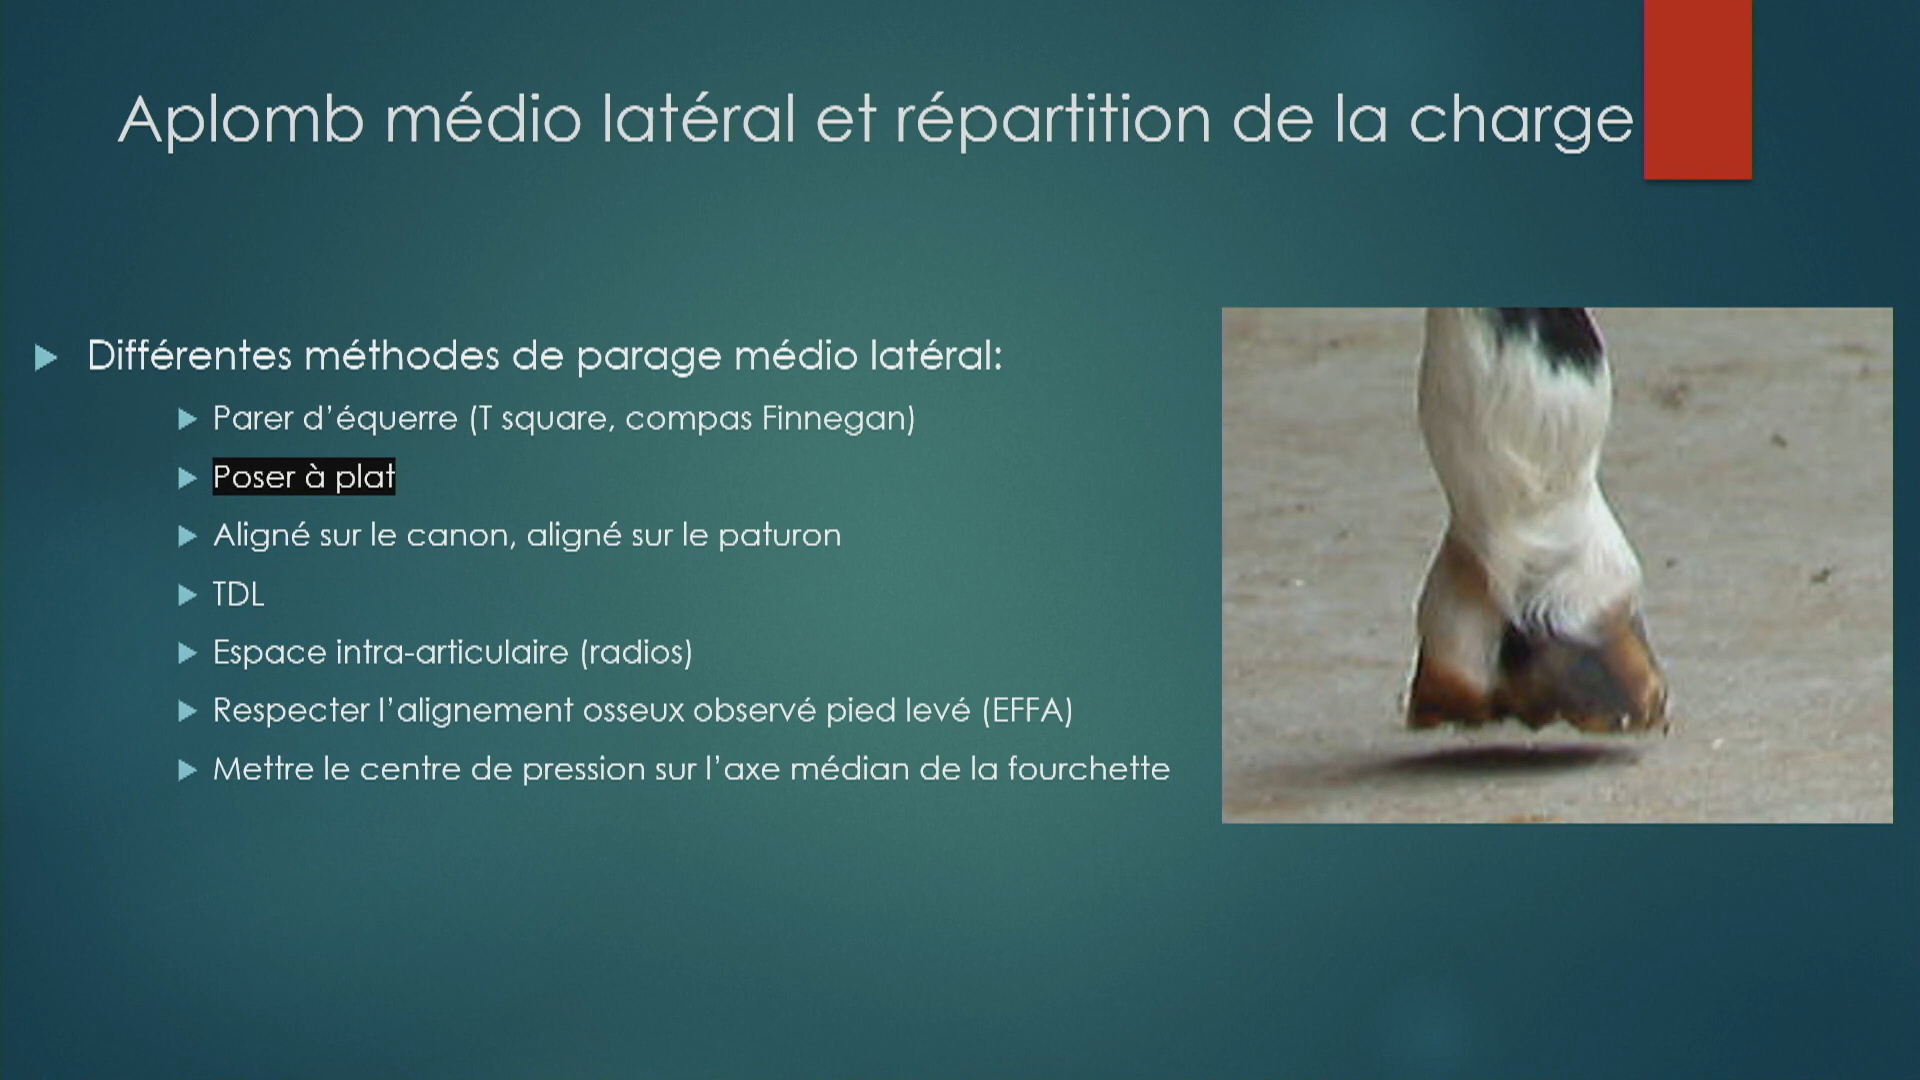 Aplomb médio latéral et répartition de la charge
Différentes méthodes de parage médio latéral:
Parer d'équerre (T square, compas Finnegan)
Poser à plat
Aligné sur le canon, aligné sur le paturon
TDL
Espace intra-articulaire (radios)
Respecter l'alignement osseux observé pied levé (EFFA)
Mettre le centre de pression sur l'axe médian de la fourchette